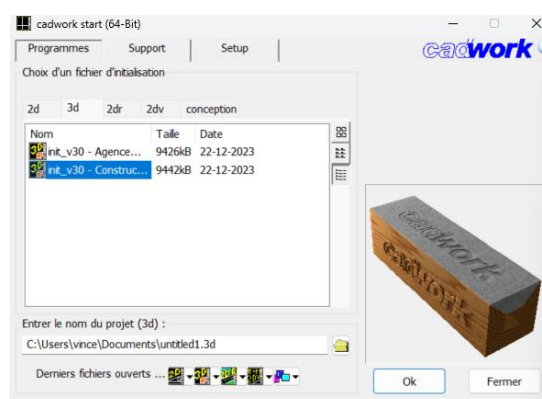 cadwork start (64-Bit)
Programmes Support Setup
cadwork
Choix d'un fichier d'initialisation
2d 3d 2dr 2dv conception
Nom Taille Date
init_v30 - Agence... 9426kB 22-12-2023
init_v30 - Construc... 9442kB 22-12-2023
cadwork
cadwork
Entrer le nom du projet (3d) :
C:\Users\vince\Documents\untitled1.3d
Derniers fichiers ouverts ...
Ok Fermer